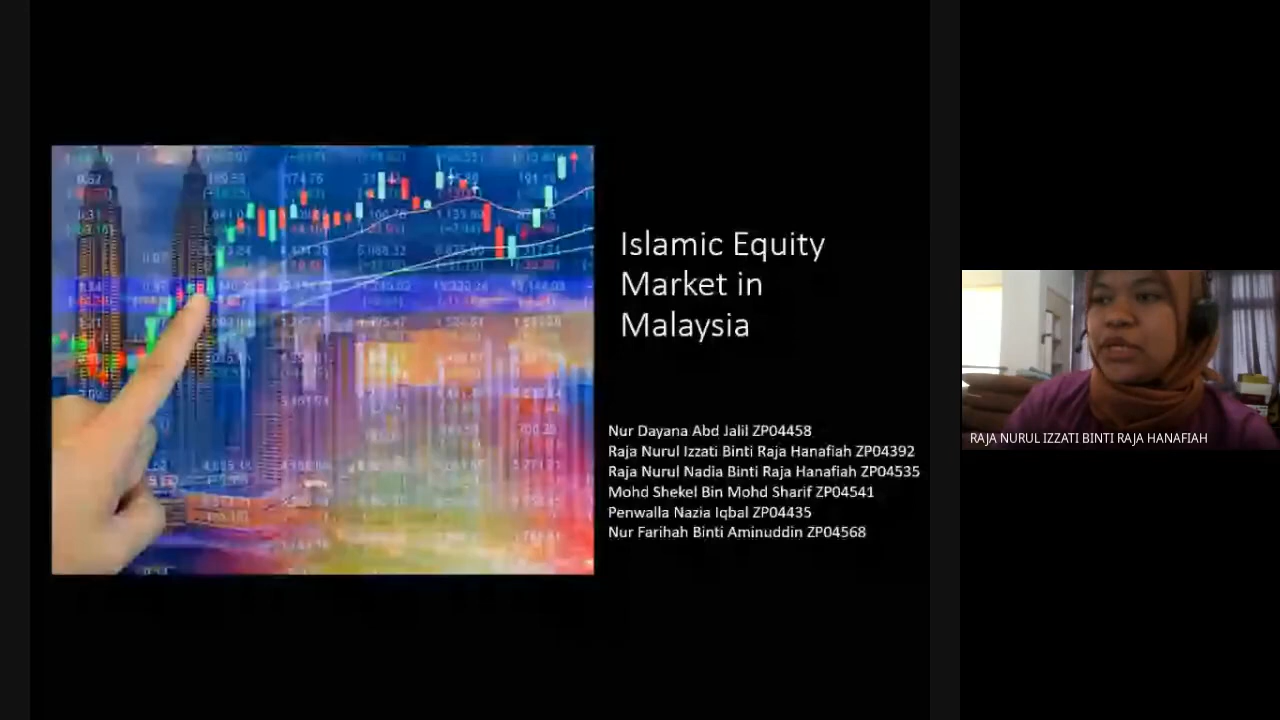 Islamic Equity
Market in
Malaysia
Nur Dayana Abd Jalil ZP04458
Raja Nurul Izzati Binti Raja Hanafiah ZP04392
Raja Nurul Nadia Binti Raja Hanafiah ZP04535
Mohd Shekel Bin Mohd Sharif ZP04541
Penwalla Nazia Iqbal ZP04435
Nur Farihah Binti Aminuddin ZP04568
RAJA NURUL IZZATI BINTI RAJA HANAFIAH